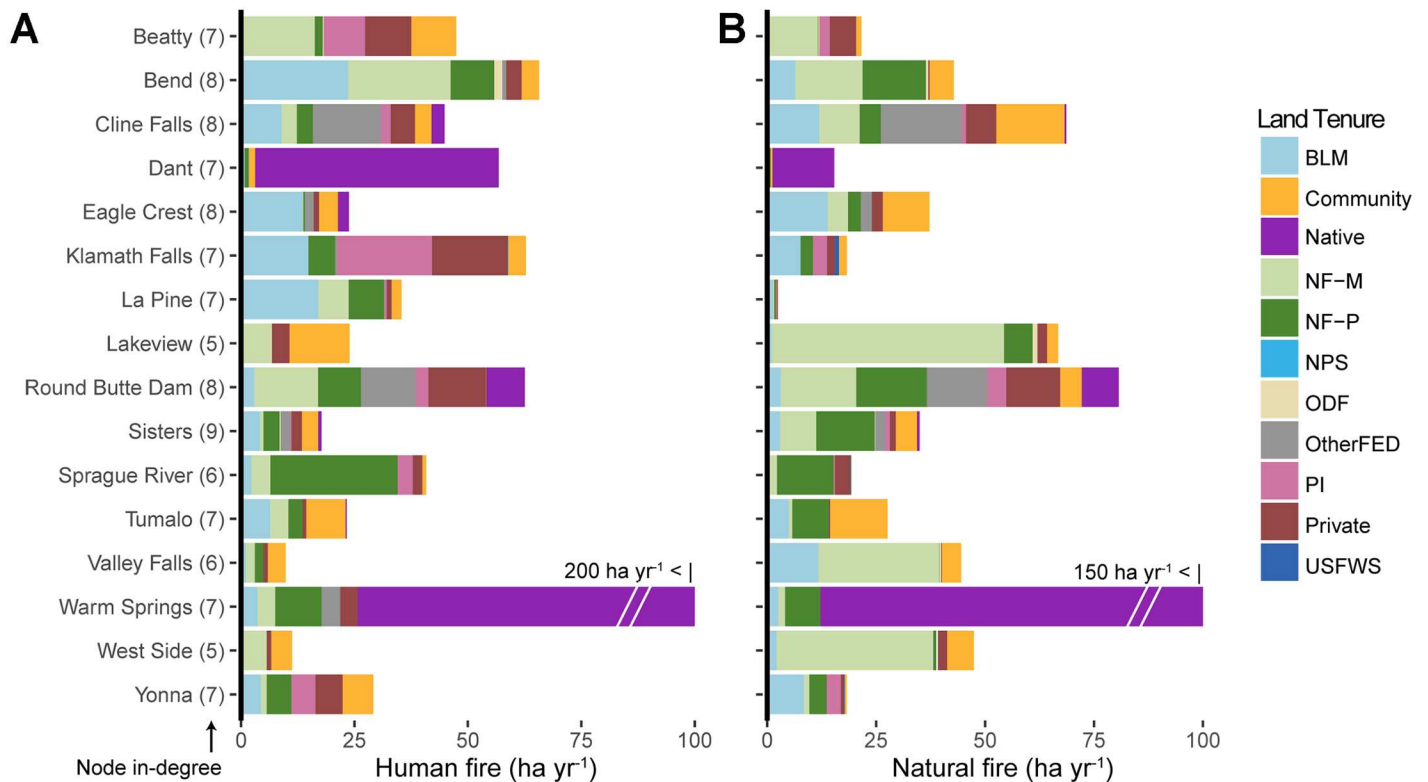 A
B
Beatty (7)
Bend (8)
Cline Falls (8)
Dant (7)
Eagle Crest (8)
Klamath Falls (7)
La Pine (7)
Lakeview (5)
Round Butte Dam (8)
Sisters (9)
Sprague River (6)
Tumalo (7)
Valley Falls (6)
Warm Springs (7)
West Side (5)
Yonna (7)
200 ha yr⁻¹ < |
150 ha yr⁻¹ < |
0 25 50 75 100
0 25 50 75 100
Node in-degree
Human fire (ha yr⁻¹)
Natural fire (ha yr⁻¹)
Land Tenure
BLM
Community
Native
NF−M
NF−P
NPS
ODF
OtherFED
PI
Private
USFWS